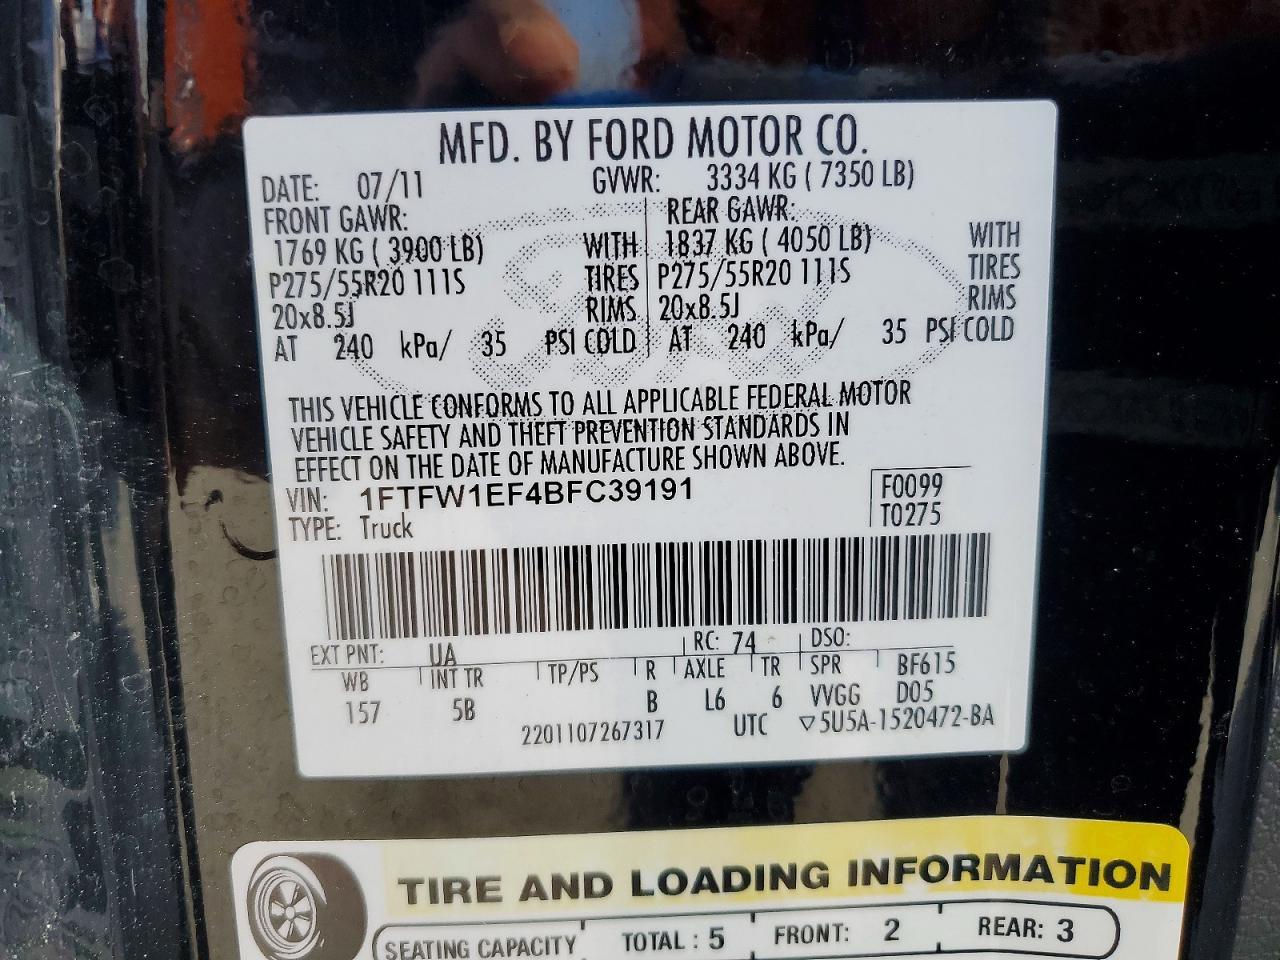 MFD. BY FORD MOTOR CO.
DATE: 07/11 GVWR: 3334 KG ( 7350 LB)
FRONT GAWR: REAR GAWR:
1769 KG ( 3900 LB) WITH 1837 KG ( 4050 LB) WITH
P275/55R20 111S TIRES P275/55R20 111S TIRES
20x8.5J RIMS 20x8.5J RIMS
AT 240 kPa/ 35 PSI COLD AT 240 kPa/ 35 PSI COLD
THIS VEHICLE CONFORMS TO ALL APPLICABLE FEDERAL MOTOR
VEHICLE SAFETY AND THEFT PREVENTION STANDARDS IN
EFFECT ON THE DATE OF MANUFACTURE SHOWN ABOVE.
VIN: 1FTFW1EF4BFC39191 F0099
TYPE: Truck T0275
EXT PNT: UA RC: 74 DSO:
WB INT TR TP/PS R AXLE TR SPR BF615
157 5B B L6 6 VVGG D05
2201107267317 UTC ▽5U5A-1520472-BA
TIRE AND LOADING INFORMATION
SEATING CAPACITY TOTAL : 5 FRONT: 2 REAR: 3